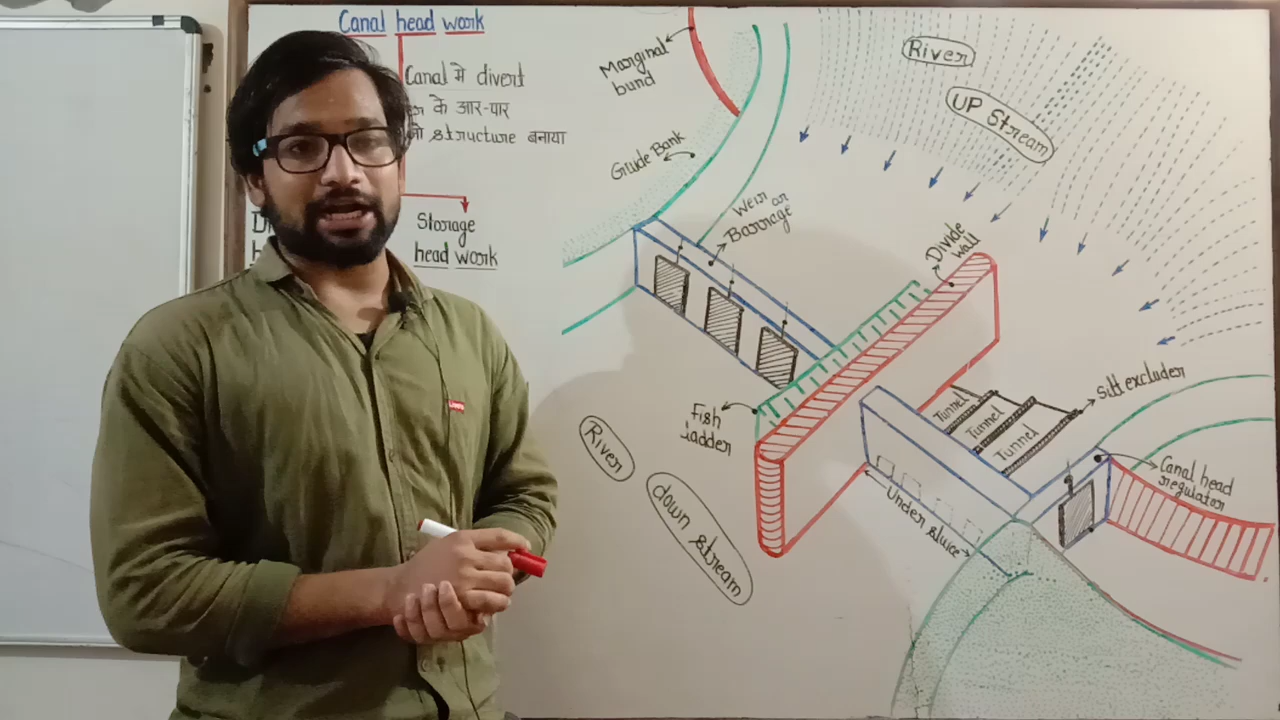 Canal head work
Canal मे divert
के आर-पार
structure बनाया
Storage
head work
Marginal
bund
Guide Bank
Weir or
Barrage
River
UP Stream
Divide
wall
Fish
ladder
River
down stream
Tunnel
Tunnel
Tunnel
Silt excluder
Canal head
regulator
Under sluice